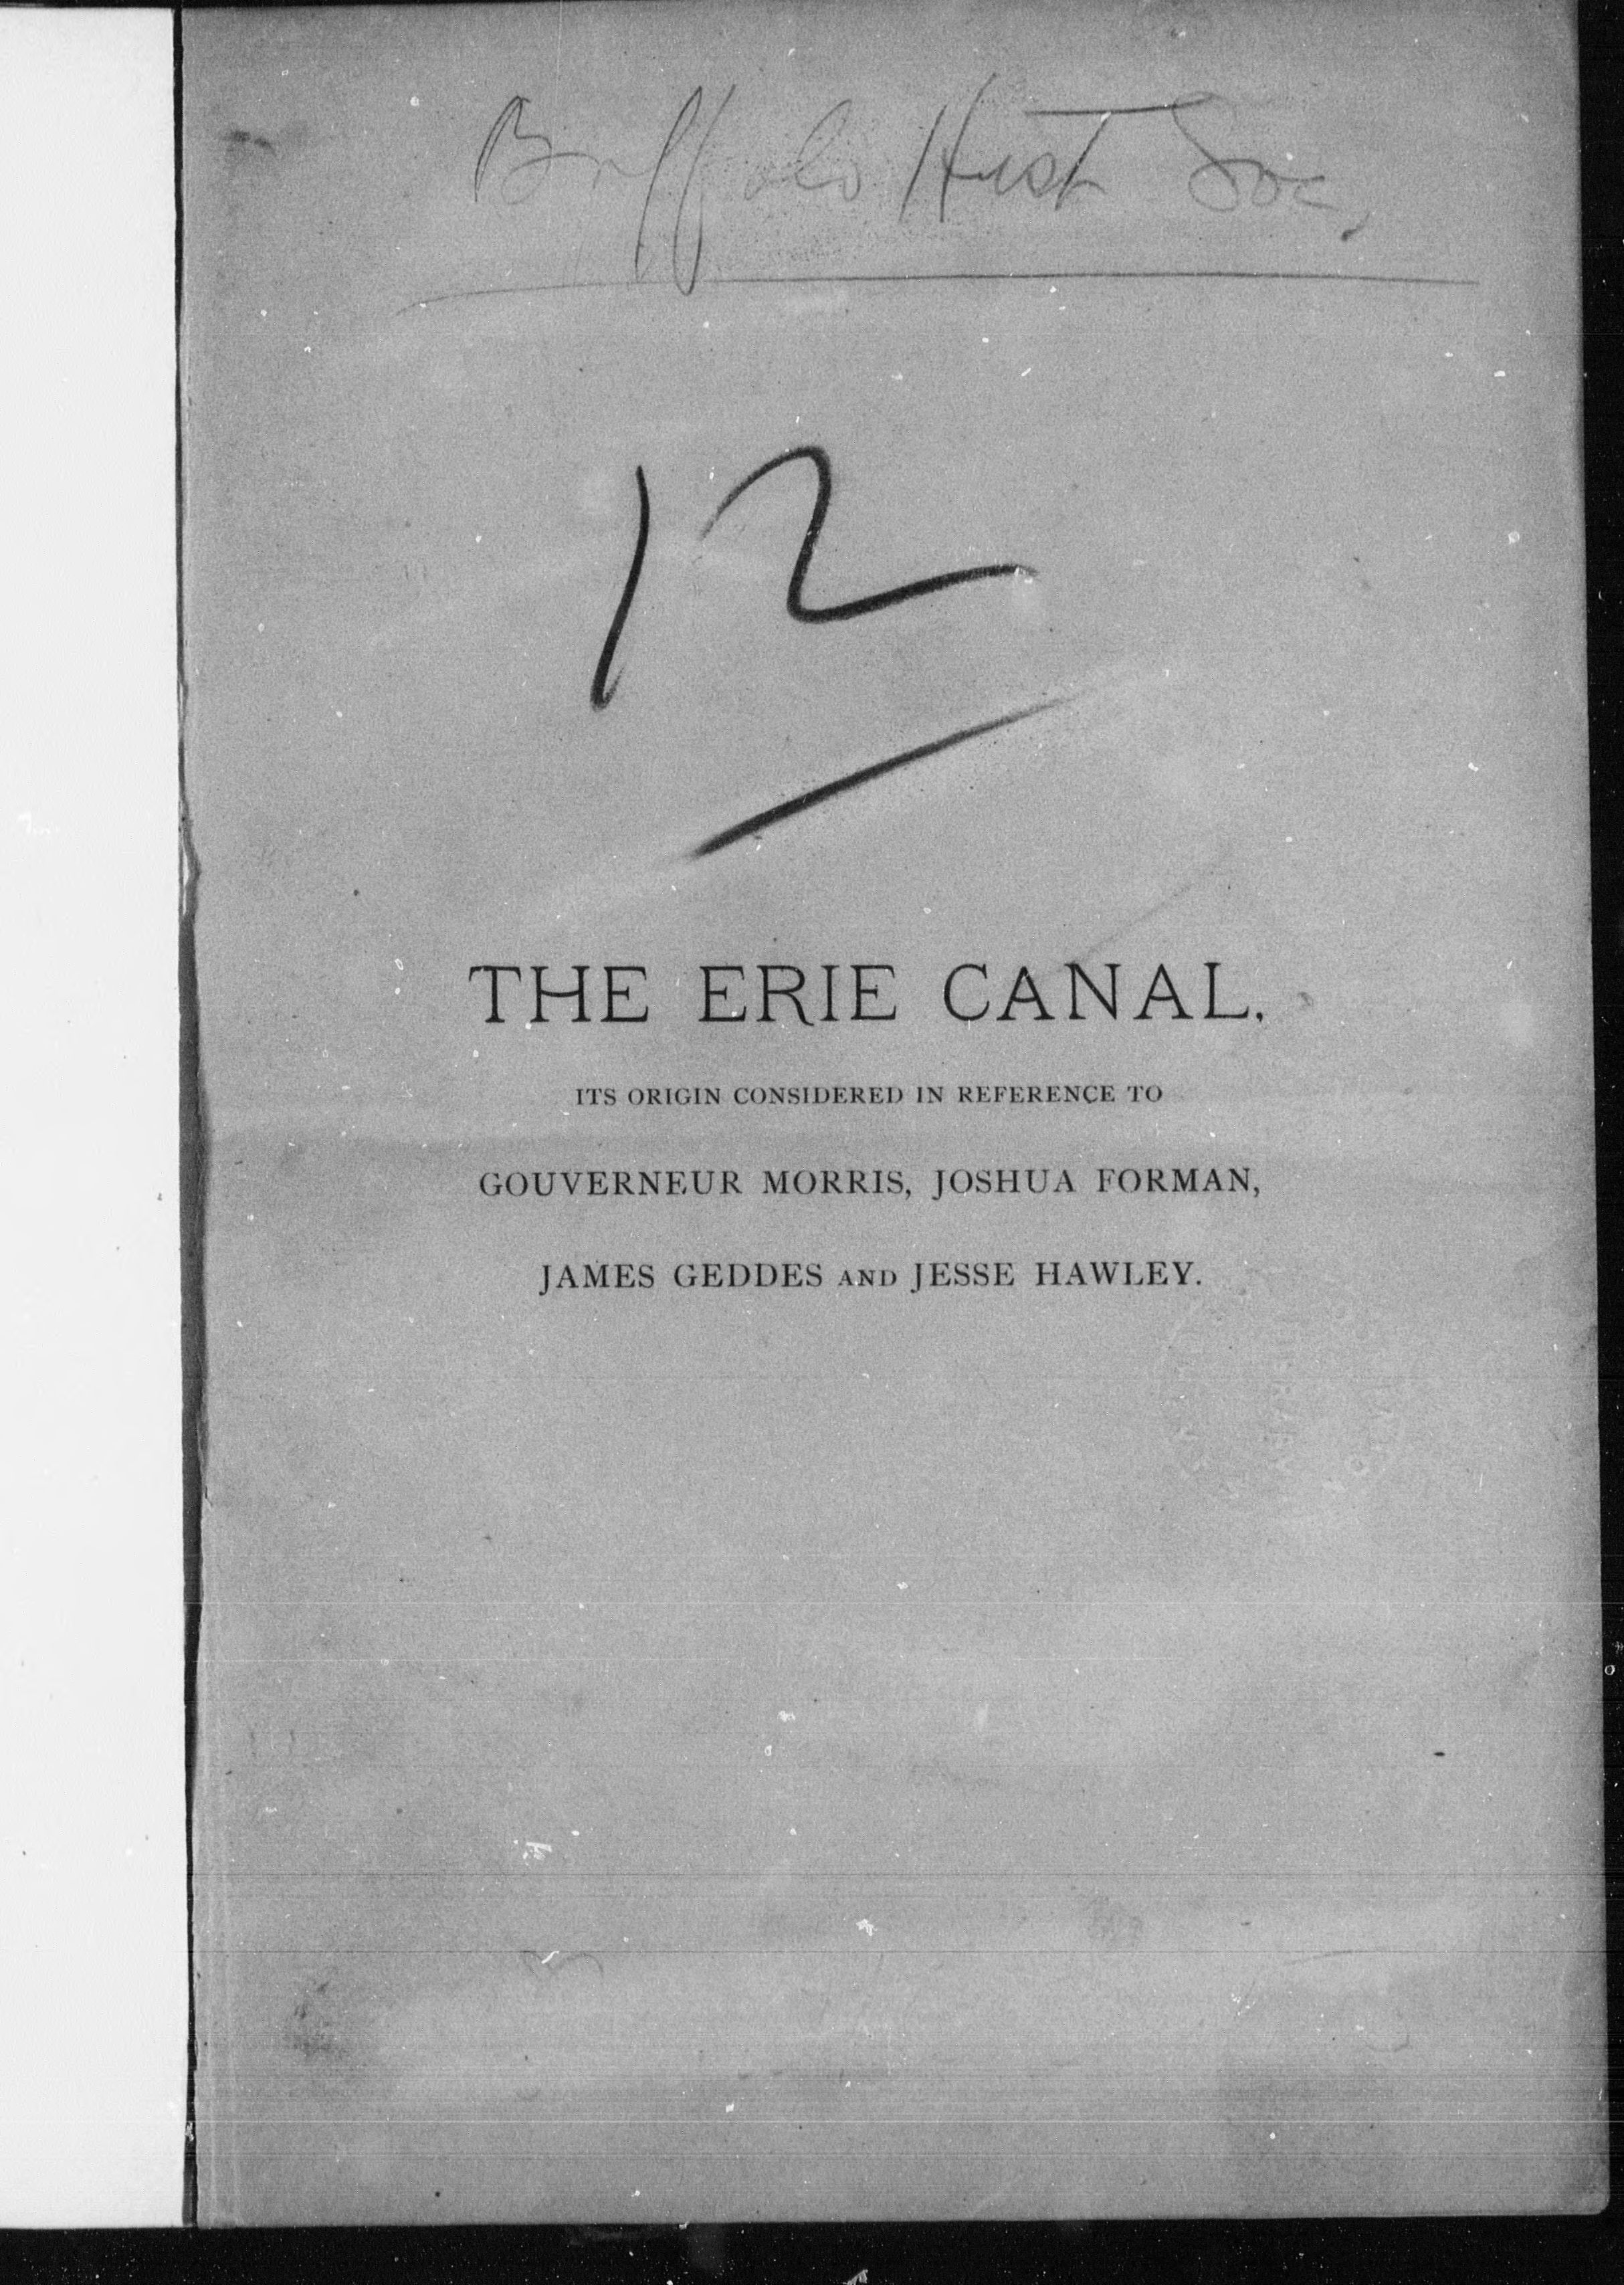 Buffalo Hist Soc,
12
THE ERIE CANAL,
ITS ORIGIN CONSIDERED IN REFERENCE TO
GOUVERNEUR MORRIS, JOSHUA FORMAN,
JAMES GEDDES AND JESSE HAWLEY.